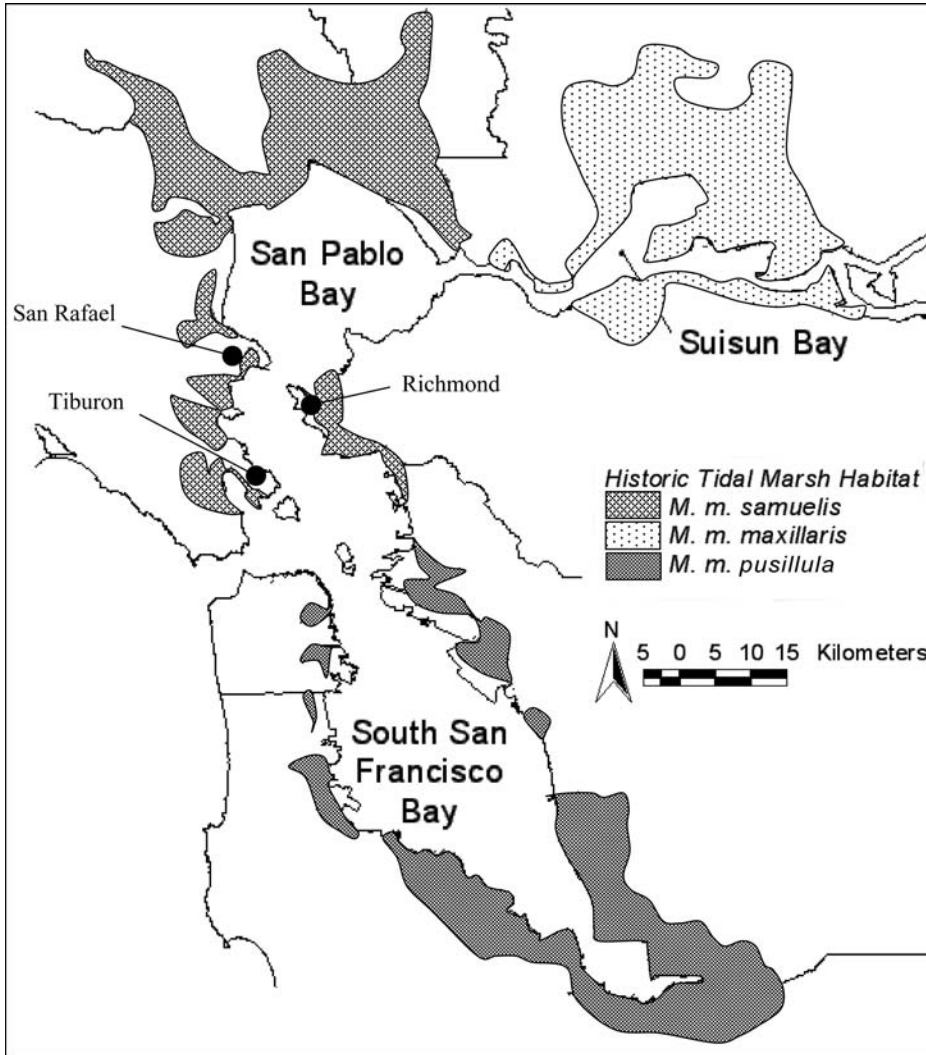 San Pablo
Bay
San Rafael
Tiburon
Richmond
Suisun Bay
Historic Tidal Marsh Habitat
M. m. samuelis
M. m. maxillaris
M. m. pusillula
N
5 0 5 10 15 Kilometers
South San
Francisco
Bay